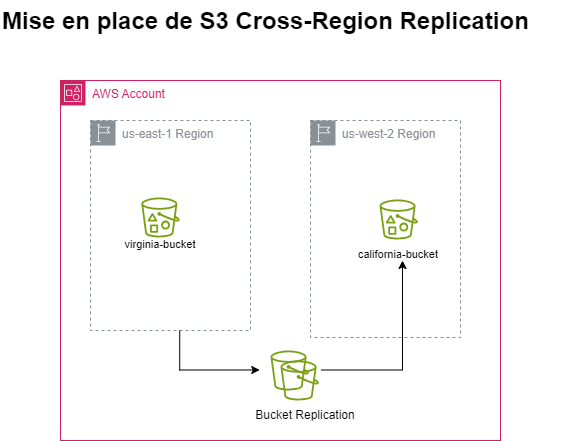 Mise en place de S3 Cross-Region Replication
AWS Account
us-east-1 Region
us-west-2 Region
virginia-bucket
california-bucket
Bucket Replication